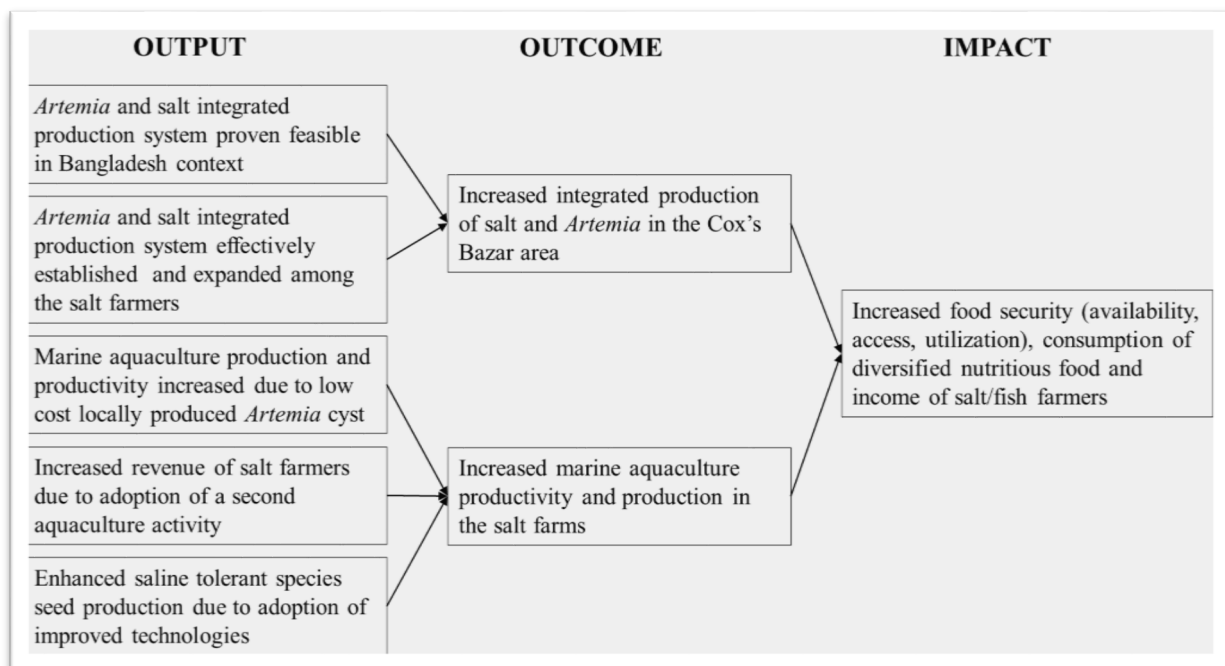 OUTPUT
OUTCOME
IMPACT
Artemia and salt integrated
production system proven feasible
in Bangladesh context
Artemia and salt integrated
production system effectively
established and expanded among
the salt farmers
Marine aquaculture production and
productivity increased due to low
cost locally produced Artemia cyst
Increased revenue of salt farmers
due to adoption of a second
aquaculture activity
Enhanced saline tolerant species
seed production due to adoption of
improved technologies
Increased integrated production
of salt and Artemia in the Cox's
Bazar area
Increased marine aquaculture
productivity and production in
the salt farms
Increased food security (availability,
access, utilization), consumption of
diversified nutritious food and
income of salt/fish farmers